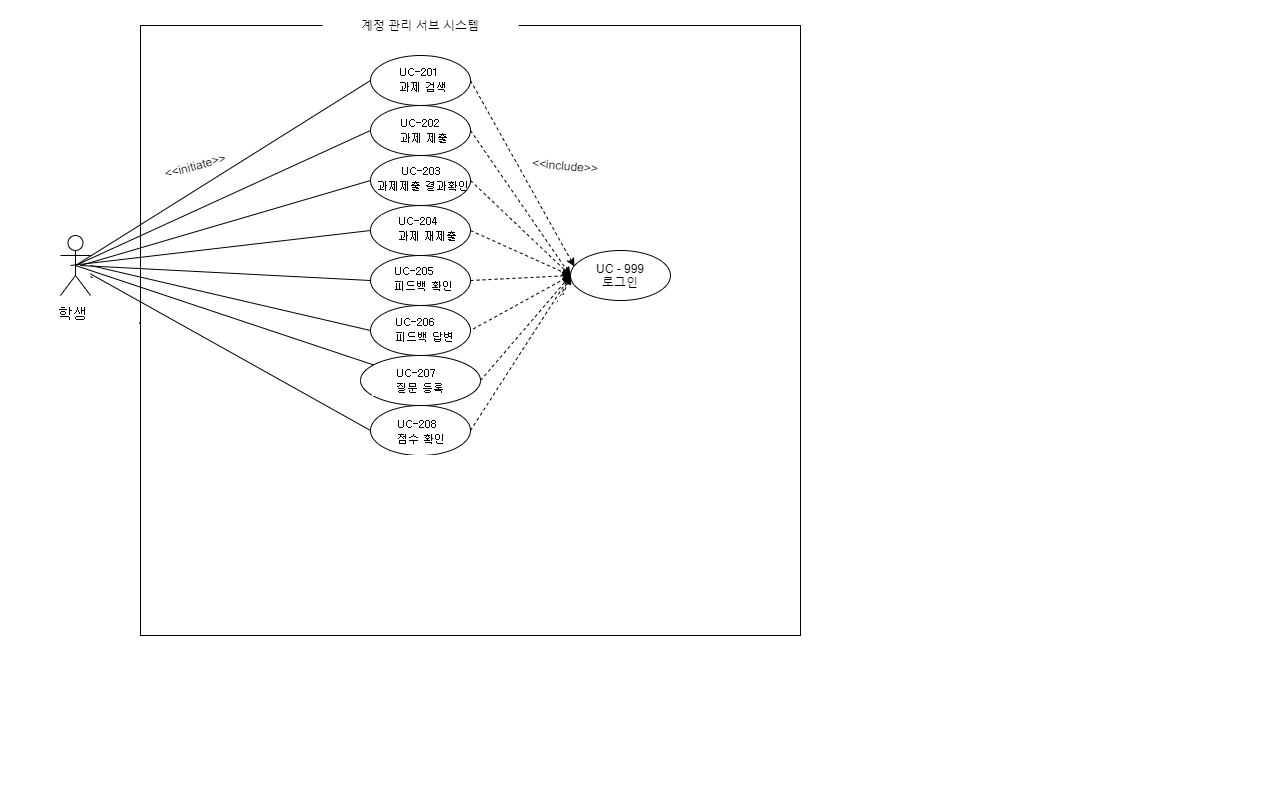 계정 관리 서브 시스템
UC-201
과제 검색
UC-202
과제 제출
<<initiate>>
<<include>>
UC-203
과제제출 결과확인
UC-204
과제 재제출
UC-205
피드백 확인
UC - 999
로그인
학생
UC-206
피드백 답변
UC-207
질문 등록
UC-208
점수 확인